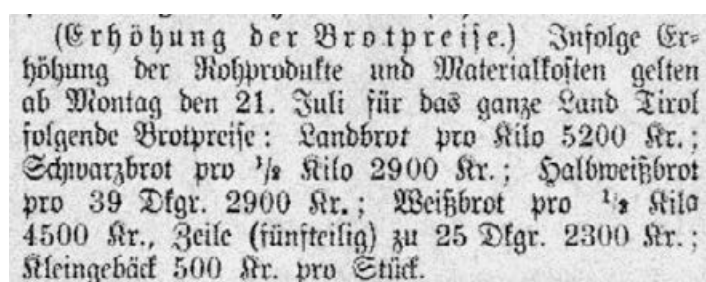 (Erhöhung der Brotpreise.) Infolge Er-
höhung der Rohprodukte und Materialkosten gelten
ab Montag den 21. Juli für das ganze Land Tirol
folgende Brotpreise: Landbrot pro Kilo 5200 Kr.;
Schwarzbrot pro ½ Kilo 2900 Kr.; Halbweißbrot
pro 39 Dkgr. 2900 Kr.; Weißbrot pro ½ Kilo
4500 Kr., Zeile (fünfteilig) zu 25 Dkgr. 2300 Kr.;
Kleingebäck 500 Kr. pro Stück.